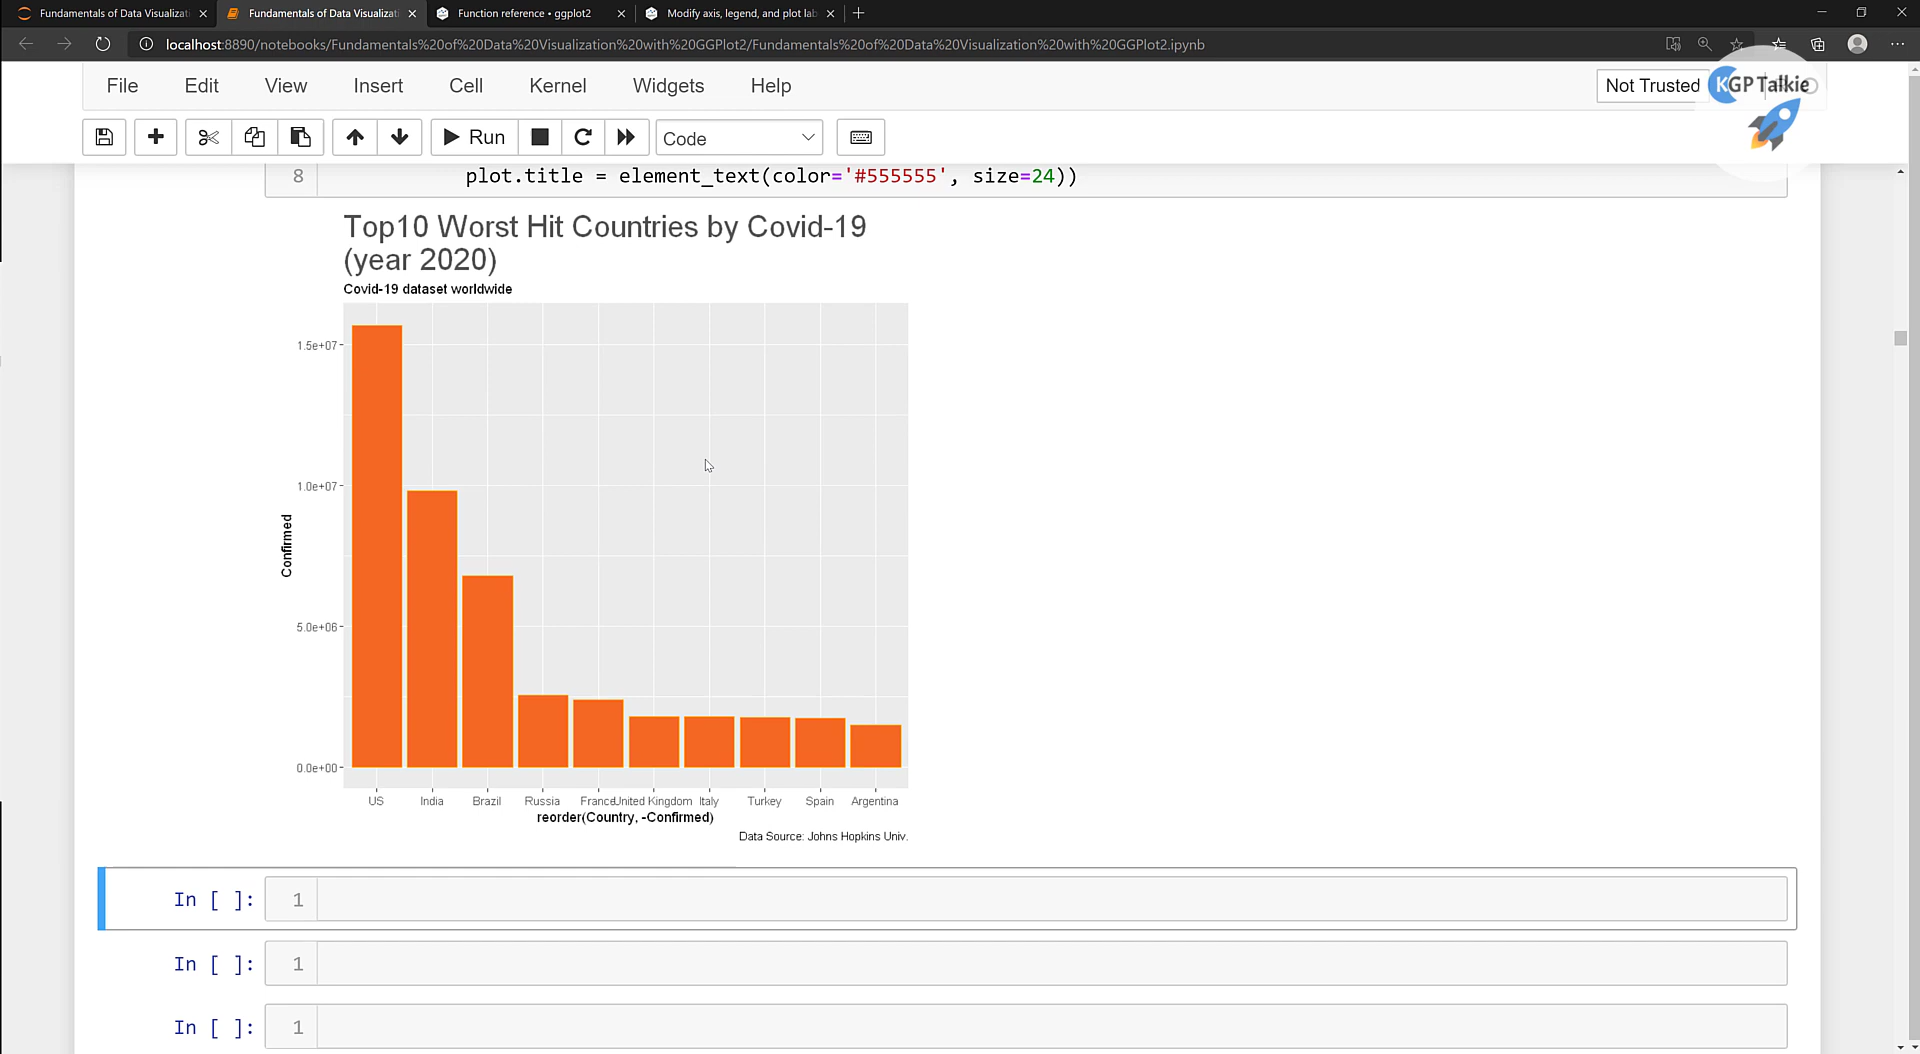 Fundamentals of Data Visualizati
Fundamentals of Data Visualizati
Function reference • ggplot2
Modify axis, legend, and plot lab
localhost:8890/notebooks/Fundamentals%20of%20Data%20Visualization%20with%20GGPlot2/Fundamentals%20of%20Data%20Visualization%20with%20GGPlot2.ipynb
File Edit View Insert Cell Kernel Widgets Help
Not Trusted
KGP Talkie
Run
Code
8 plot.title = element_text(color='#555555', size=24))
Top10 Worst Hit Countries by Covid-19
(year 2020)
Covid-19 dataset worldwide
1.5e+07
1.0e+07
5.0e+06
0.0e+00
Confirmed
US India Brazil Russia France United Kingdom Italy Turkey Spain Argentina
reorder(Country, -Confirmed)
Data Source: Johns Hopkins Univ.
In [ ]: 1
In [ ]: 1
In [ ]: 1